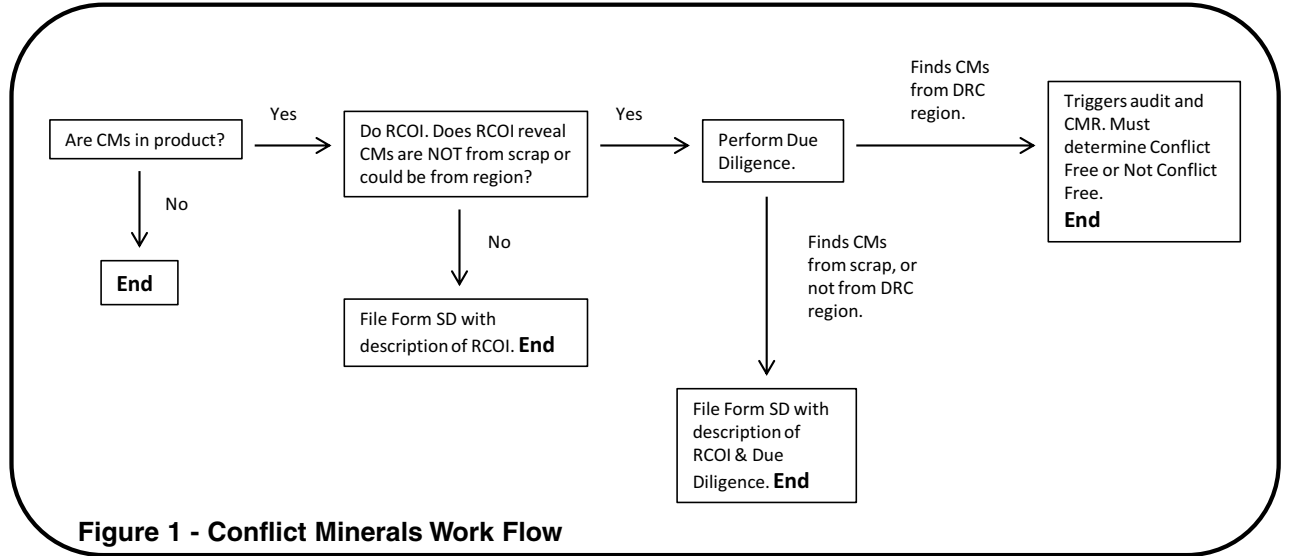 Are CMs in product?
Yes
No
End
Do RCOI. Does RCOI reveal
CMs are NOT from scrap or
could be from region?
Yes
No
File Form SD with
description of RCOI. End
Perform Due
Diligence.
Finds CMs
from DRC
region.
Finds CMs
from scrap, or
not from DRC
region.
File Form SD with
description of
RCOI & Due
Diligence. End
Triggers audit and
CMR. Must
determine Conflict
Free or Not Conflict
Free.
End
Figure 1 - Conflict Minerals Work Flow